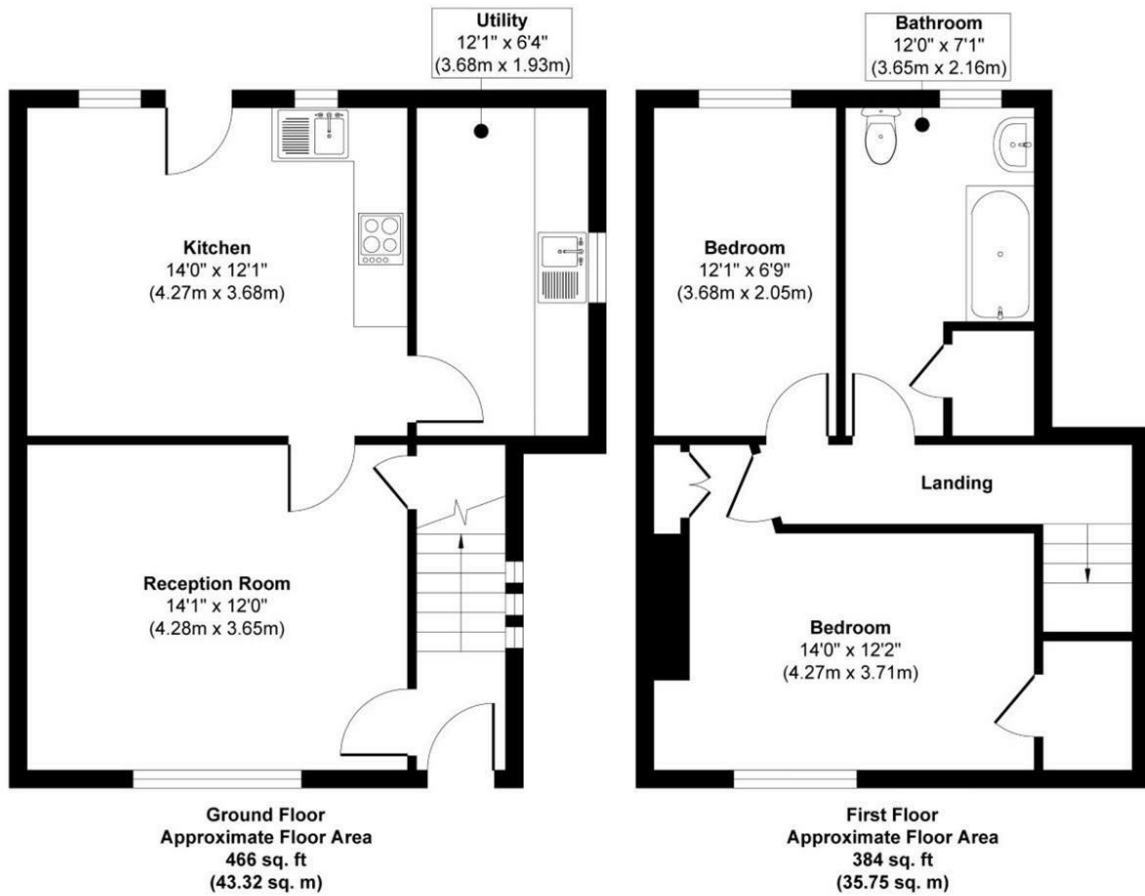 Utility
12'1" x 6'4"
(3.68m x 1.93m)
Kitchen
14'0" x 12'1"
(4.27m x 3.68m)
Reception Room
14'1" x 12'0"
(4.28m x 3.65m)
Ground Floor
Approximate Floor Area
466 sq. ft
(43.32 sq. m)
Bathroom
12'0" x 7'1"
(3.65m x 2.16m)
Bedroom
12'1" x 6'9"
(3.68m x 2.05m)
Landing
Bedroom
14'0" x 12'2"
(4.27m x 3.71m)
First Floor
Approximate Floor Area
384 sq. ft
(35.75 sq. m)